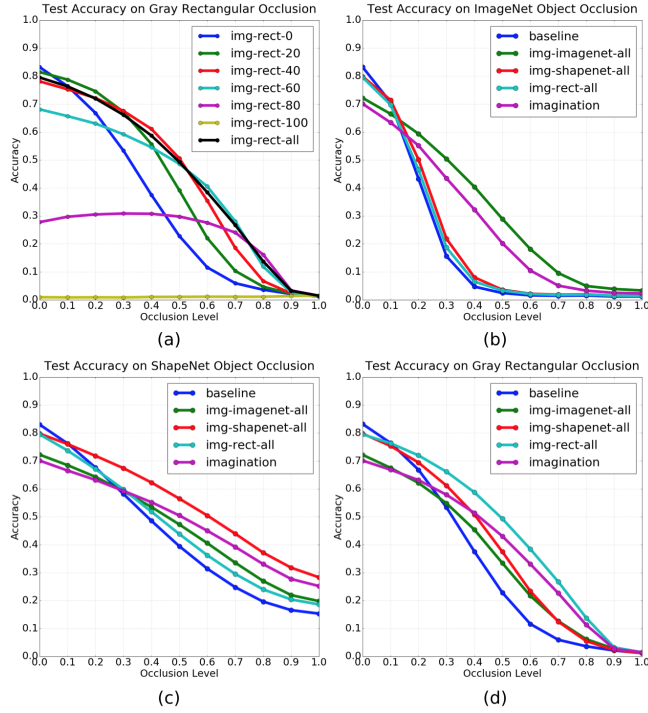 Test Accuracy on Gray Rectangular Occlusion
Accuracy
0.8
0.7
0.6
0.5
0.4
0.3
0.2
0.1
0.0
1.0
0.9
img-rect-0
img-rect-20
img-rect-40
img-rect-60
img-rect-80
img-rect-100
img-rect-all
0.0 0.1 0.2 0.3 0.4 0.5 0.6 0.7 0.8 0.9 1.0
Occlusion Level
(a)
Test Accuracy on ImageNet Object Occlusion
Accuracy
1.0
0.9
0.8
0.7
0.6
0.5
0.4
0.3
0.2
0.1
0.0
baseline
img-imagenet-all
img-shapenet-all
img-rect-all
imagination
0.0 0.1 0.2 0.3 0.4 0.5 0.6 0.7 0.8 0.9 1.0
Occlusion Level
(b)
Test Accuracy on ShapeNet Object Occlusion
Accuracy
1.0
0.9
0.8
0.7
0.6
0.5
0.4
0.3
0.2
0.1
0.0
baseline
img-imagenet-all
img-shapenet-all
img-rect-all
imagination
0.0 0.1 0.2 0.3 0.4 0.5 0.6 0.7 0.8 0.9 1.0
Occlusion Level
(c)
Test Accuracy on Gray Rectangular Occlusion
Accuracy
1.0
0.9
0.8
0.7
0.6
0.5
0.4
0.3
0.2
0.1
0.0
baseline
img-imagenet-all
img-shapenet-all
img-rect-all
imagination
0.0 0.1 0.2 0.3 0.4 0.5 0.6 0.7 0.8 0.9 1.0
Occlusion Level
(d)